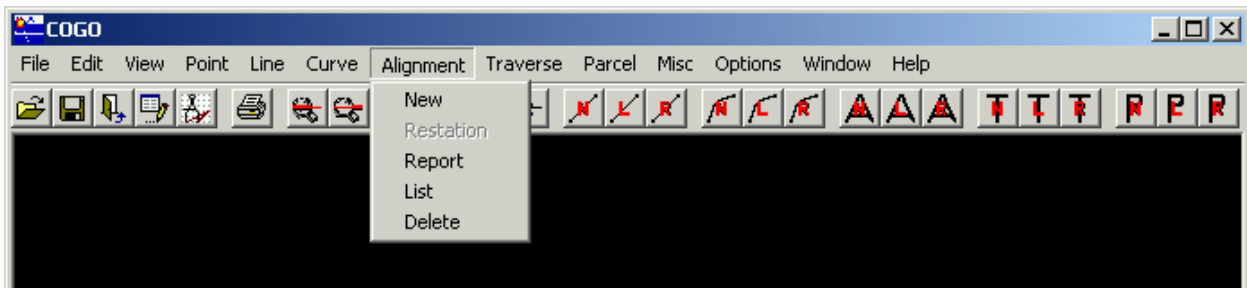 COGO
File Edit View Point Line Curve Alignment Traverse Parcel Misc Options Window Help
N L R N L R N L R N L R N L R
New
Restation
Report
List
Delete